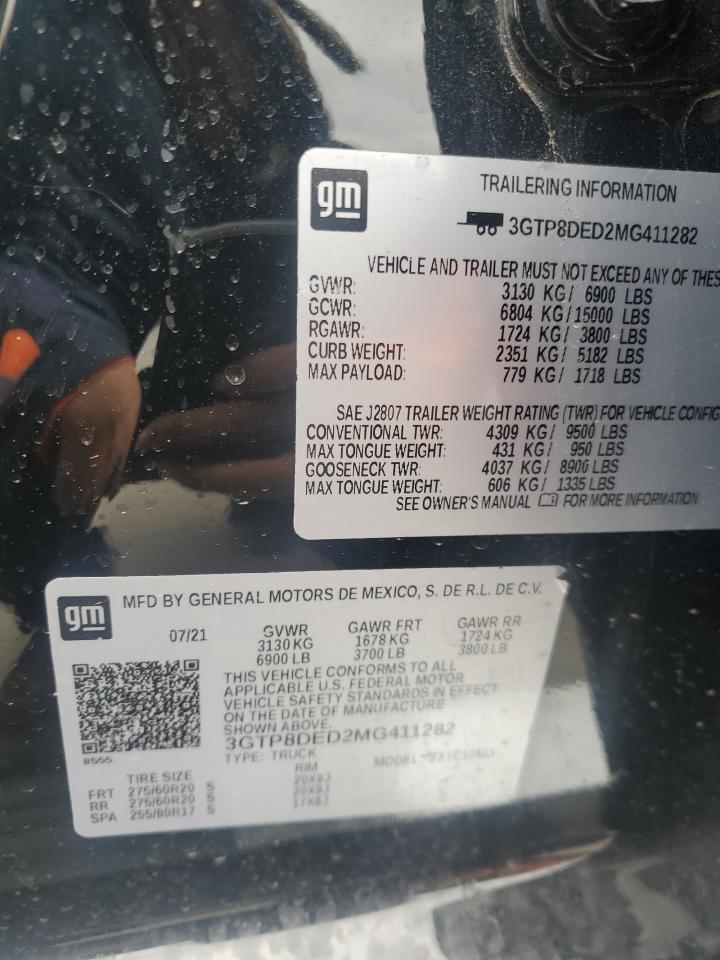 gm
TRAILERING INFORMATION
3GTP8DED2MG411282
VEHICLE AND TRAILER MUST NOT EXCEED ANY OF THESE
GVWR: 3130 KG/ 6900 LBS
GCWR: 6804 KG/15000 LBS
RGAWR: 1724 KG/ 3800 LBS
CURB WEIGHT: 2351 KG/ 5182 LBS
MAX PAYLOAD: 779 KG/ 1718 LBS
SAE J2807 TRAILER WEIGHT RATING (TWR) FOR VEHICLE CONFIG
CONVENTIONAL TWR: 4309 KG/ 9500 LBS
MAX TONGUE WEIGHT: 431 KG/ 950 LBS
GOOSENECK TWR: 4037 KG/ 8900 LBS
MAX TONGUE WEIGHT: 606 KG/ 1335 LBS
SEE OWNER'S MANUAL FOR MORE INFORMATION
gm
MFD BY GENERAL MOTORS DE MEXICO, S. DE R.L. DE C.V.
07/21 GVWR GAWR FRT GAWR RR
3130 KG 1678 KG 1724 KG
6900 LB 3700 LB 3800 LB
THIS VEHICLE CONFORMS TO ALL
APPLICABLE U.S. FEDERAL MOTOR
VEHICLE SAFETY STANDARDS IN EFFECT
ON THE DATE OF MANUFACTURE
SHOWN ABOVE.
3GTP8DED2MG411282
8555
TYPE: TRUCK MODEL:
TIRE SIZE RIM
FRT 275/60R20 S 20X9J
RR 275/60R20 S 20X9J
SPA 255/80R17 S 17X8J